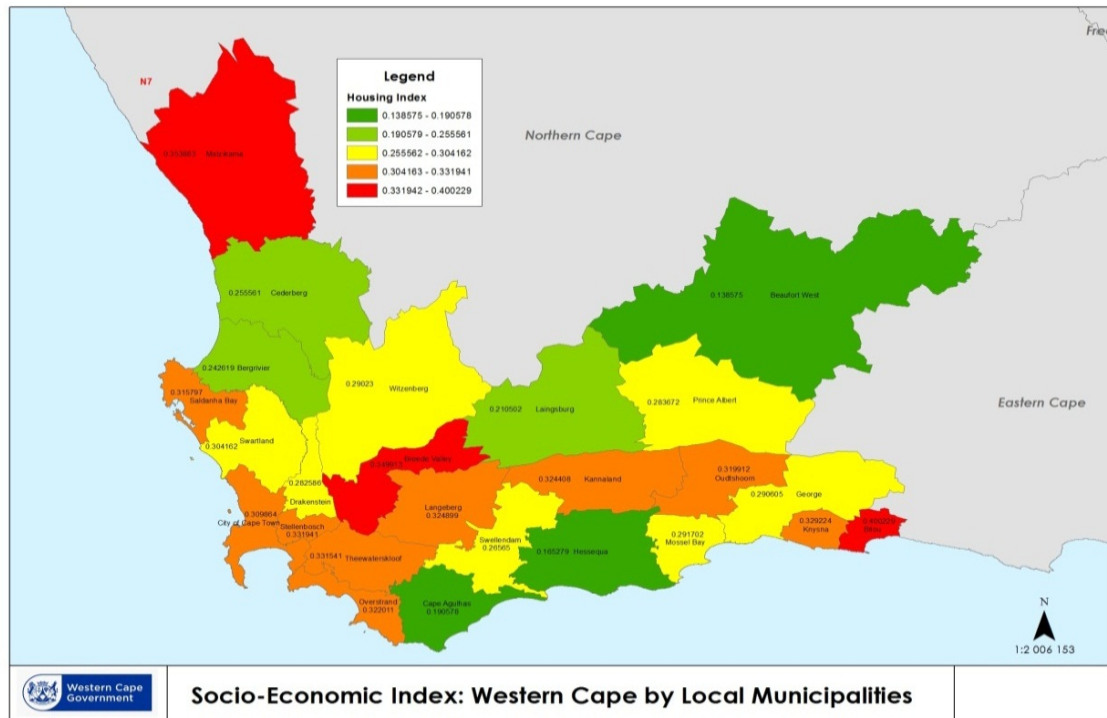 Free
N7
Legend
Housing Index
0.138575 - 0.190578
0.190579 - 0.255561
0.255562 - 0.304162
0.304163 - 0.331941
0.331942 - 0.400229
Northern Cape
Matzikama
0.255561 Cederberg
0.138575 Beaufort West
0.242619 Bergrivier
0.29023 Witzenberg
0.315797
Saldanha Bay
0.210502 Laingsburg
0.283672 Prince Albert
Eastern Cape
Swartland
0.304162
Breede Valley
0.282586
Drakenstein
0.324408 Kannaland
0.319912
Oudtshoorn
0.290605 George
Langeberg
0.324899
0.309864
City of Cape Town
Stellenbosch
0.331941
0.329224
Knysna
0.400229
Bitou
0.291702
Mossel Bay
Swellendam
0.26565
0.165279 Hessequa
0.331541 Theewaterskloof
Overstrand
0.322011
Cape Agulhas
0.190578
N
1:2 006 153
Western Cape
Government
Socio-Economic Index: Western Cape by Local Municipalities